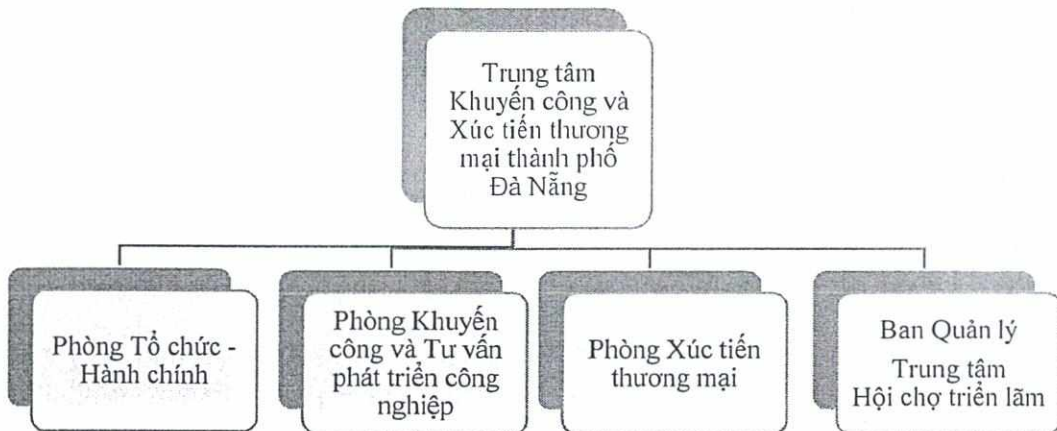 Trung tâm
Khuyến công và
Xúc tiến thương
mại thành phố
Đà Nẵng
Phòng Tổ chức -
Hành chính
Phòng Khuyến
công và Tư vấn
phát triển công
nghiệp
Phòng Xúc tiến
thương mại
Ban Quản lý
Trung tâm
Hội chợ triển lãm